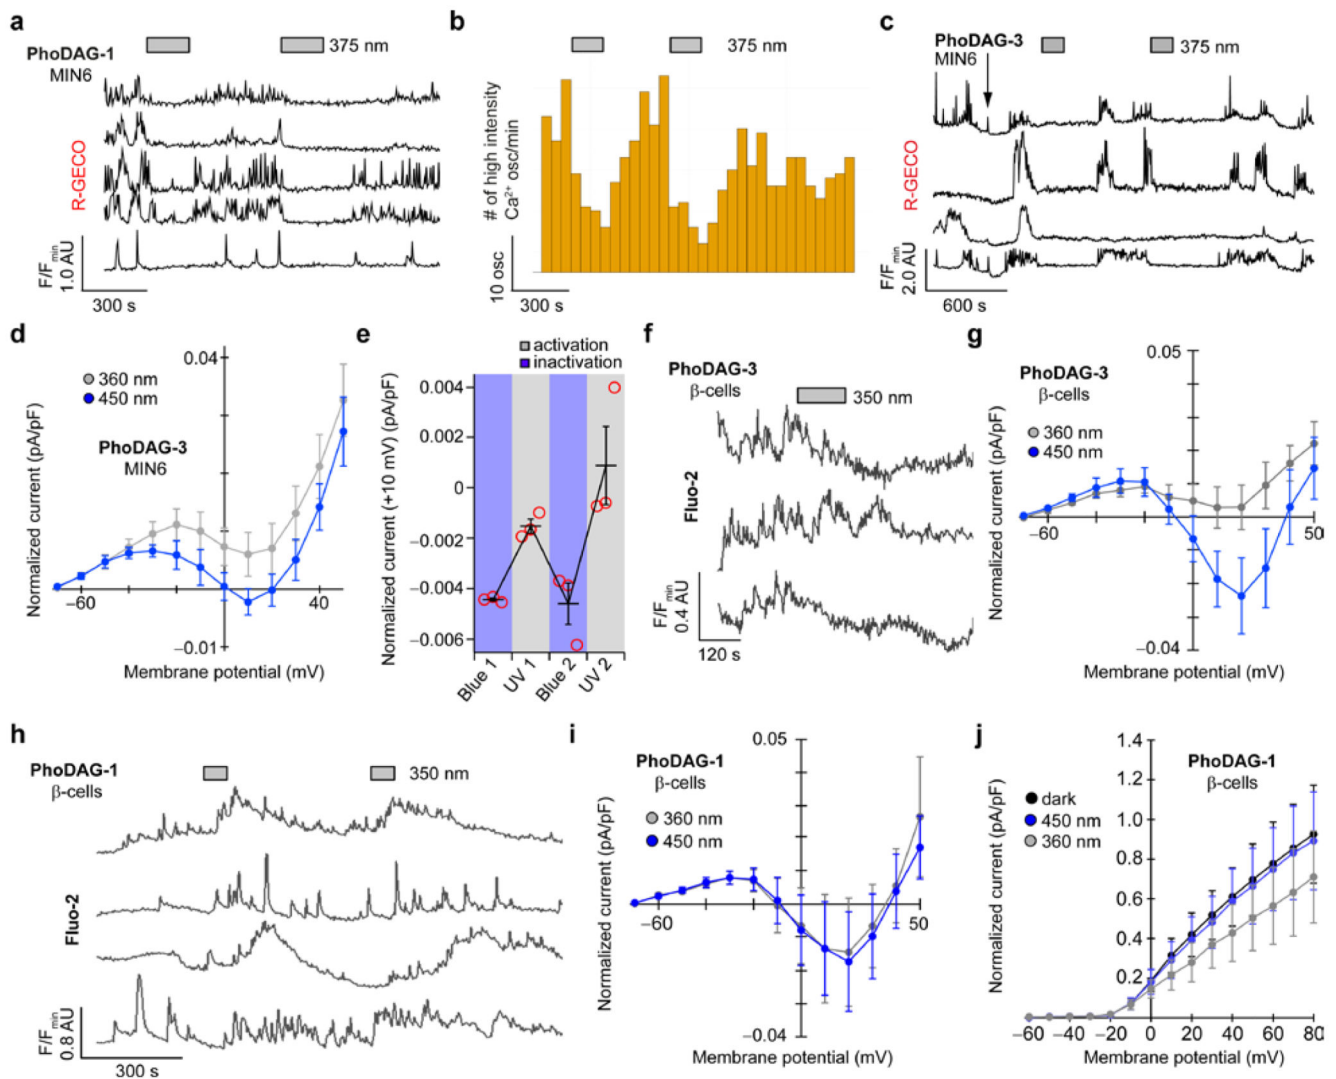 a
PhoDAG-1
MIN6
375 nm
R-GECO
F/Fmin
1.0 AU
300 s
b
375 nm
# of high intensity
Ca2+ osc/min
10 osc
300 s
c
PhoDAG-3
MIN6
375 nm
R-GECO
F/Fmin
2.0 AU
600 s
d
0.04
360 nm
450 nm
PhoDAG-3
MIN6
Normalized current (pA/pF)
−60
40
−0.01
Membrane potential (mV)
e
activation
inactivation
Normalized current (+10 mV) (pA/pF)
0.004
0.002
0
−0.002
−0.004
−0.006
Blue 1
UV 1
Blue 2
UV 2
f
PhoDAG-3
β-cells
350 nm
Fluo-2
F/Fmin
0.4 AU
120 s
g
0.05
PhoDAG-3
β-cells
360 nm
450 nm
Normalized current (pA/pF)
−60
50
−0.04
Membrane potential (mV)
h
PhoDAG-1
β-cells
350 nm
Fluo-2
F/Fmin
0.8 AU
300 s
i
0.05
PhoDAG-1
β-cells
360 nm
450 nm
Normalized current (pA/pF)
−60
50
−0.04
Membrane potential (mV)
j
PhoDAG-1
β-cells
dark
450 nm
360 nm
Normalized current (pA/pF)
1.4
1.2
1.0
0.8
0.6
0.4
0.2
−60 −40 −20 0 20 40 60 80
Membrane potential (mV)